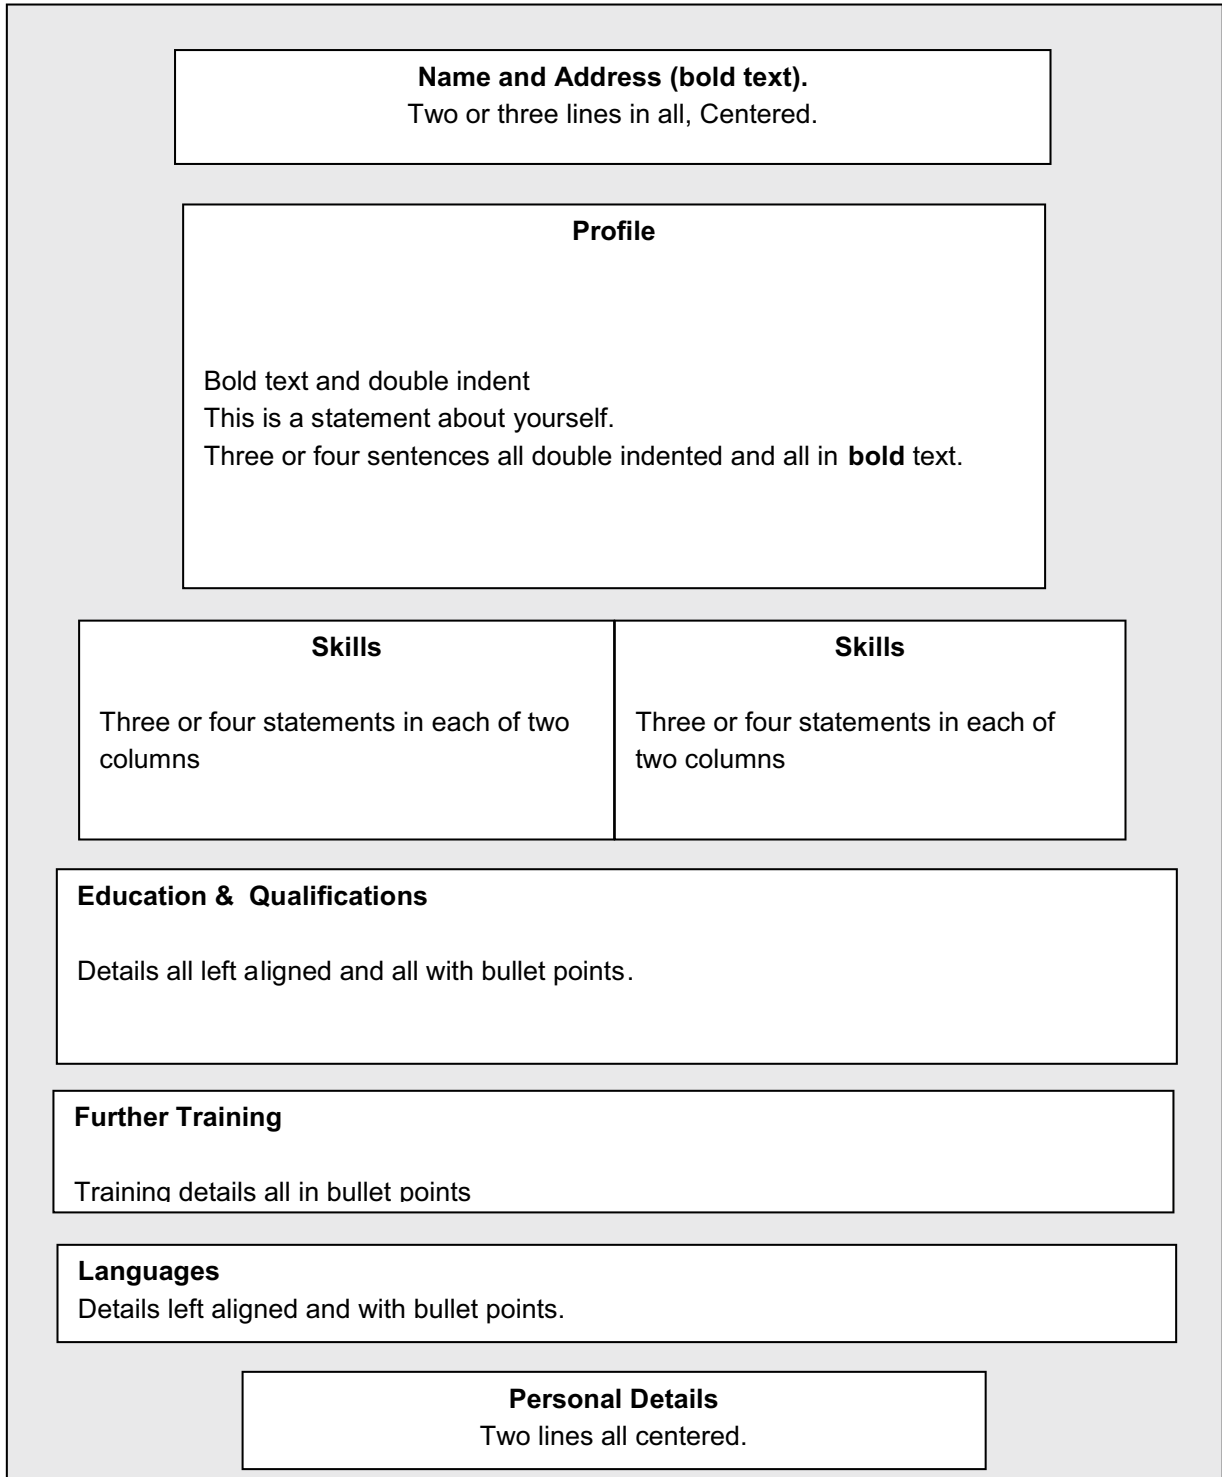 Name and Address (bold text).
Two or three lines in all, Centered.
Profile
Bold text and double indent
This is a statement about yourself.
Three or four sentences all double indented and all in bold text.
Skills
Three or four statements in each of two
columns
Skills
Three or four statements in each of
two columns
Education &  Qualifications
Details all left aligned and all with bullet points.
Further Training
Training details all in bullet points
Languages
Details left aligned and with bullet points.
Personal Details
Two lines all centered.